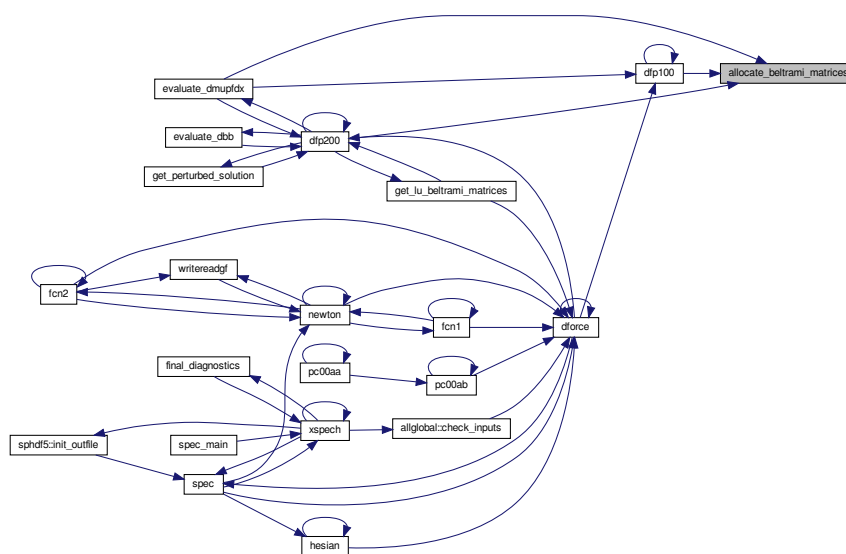 allocate_beltrami_matrices
dfp100
evaluate_dmupfdx
evaluate_dbb
dfp200
get_perturbed_solution
get_lu_beltrami_matrices
writereadgf
fcn2
newton
fcn1
dforce
final_diagnostics
pc00aa
pc00ab
sphdf5::init_outfile
spec_main
xspech
allglobal::check_inputs
spec
hesian